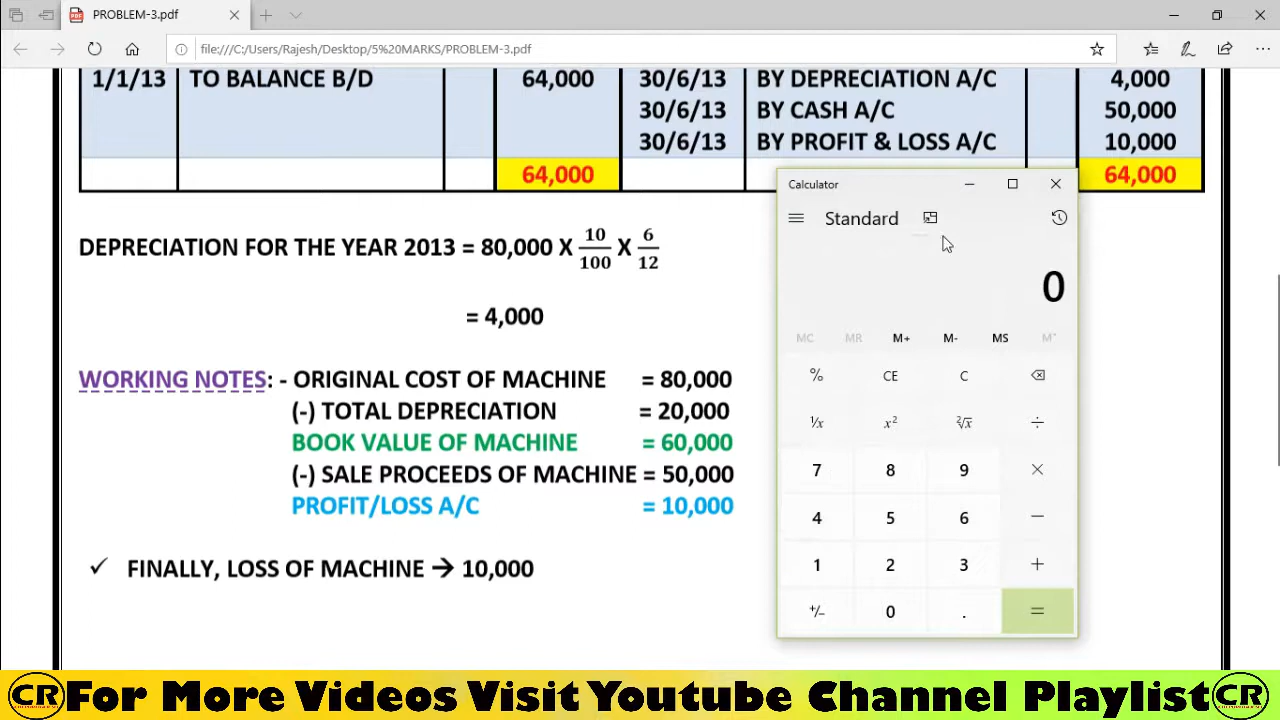 PROBLEM-3.pdf
file:///C:/Users/Rajesh/Desktop/5%20MARKS/PROBLEM-3.pdf
1/1/13 TO BALANCE B/D 64,000 30/6/13 BY DEPRECIATION A/C 4,000
30/6/13 BY CASH A/C 50,000
30/6/13 BY PROFIT & LOSS A/C 10,000
64,000 64,000
DEPRECIATION FOR THE YEAR 2013 = 80,000 X 10/100 X 6/12
= 4,000
WORKING NOTES: - ORIGINAL COST OF MACHINE = 80,000
(-) TOTAL DEPRECIATION = 20,000
BOOK VALUE OF MACHINE = 60,000
(-) SALE PROCEEDS OF MACHINE = 50,000
PROFIT/LOSS A/C = 10,000
✓ FINALLY, LOSS OF MACHINE → 10,000
Calculator
Standard
0
MC MR M+ M- MS M˅
% CE C
¹/x x² ²√x ÷
7 8 9 ×
4 5 6 −
1 2 3 +
+/− 0 . =
CR For More Videos Visit Youtube Channel Playlist CR